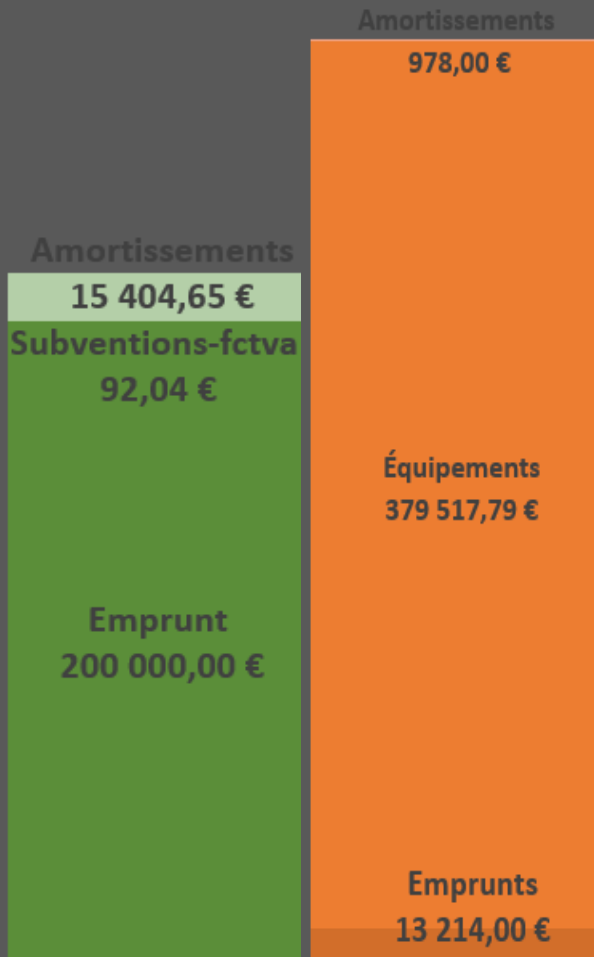 Amortissements
15 404,65 €
Subventions-fctva
92,04 €
Emprunt
200 000,00 €
Amortissements
978,00 €
Équipements
379 517,79 €
Emprunts
13 214,00 €